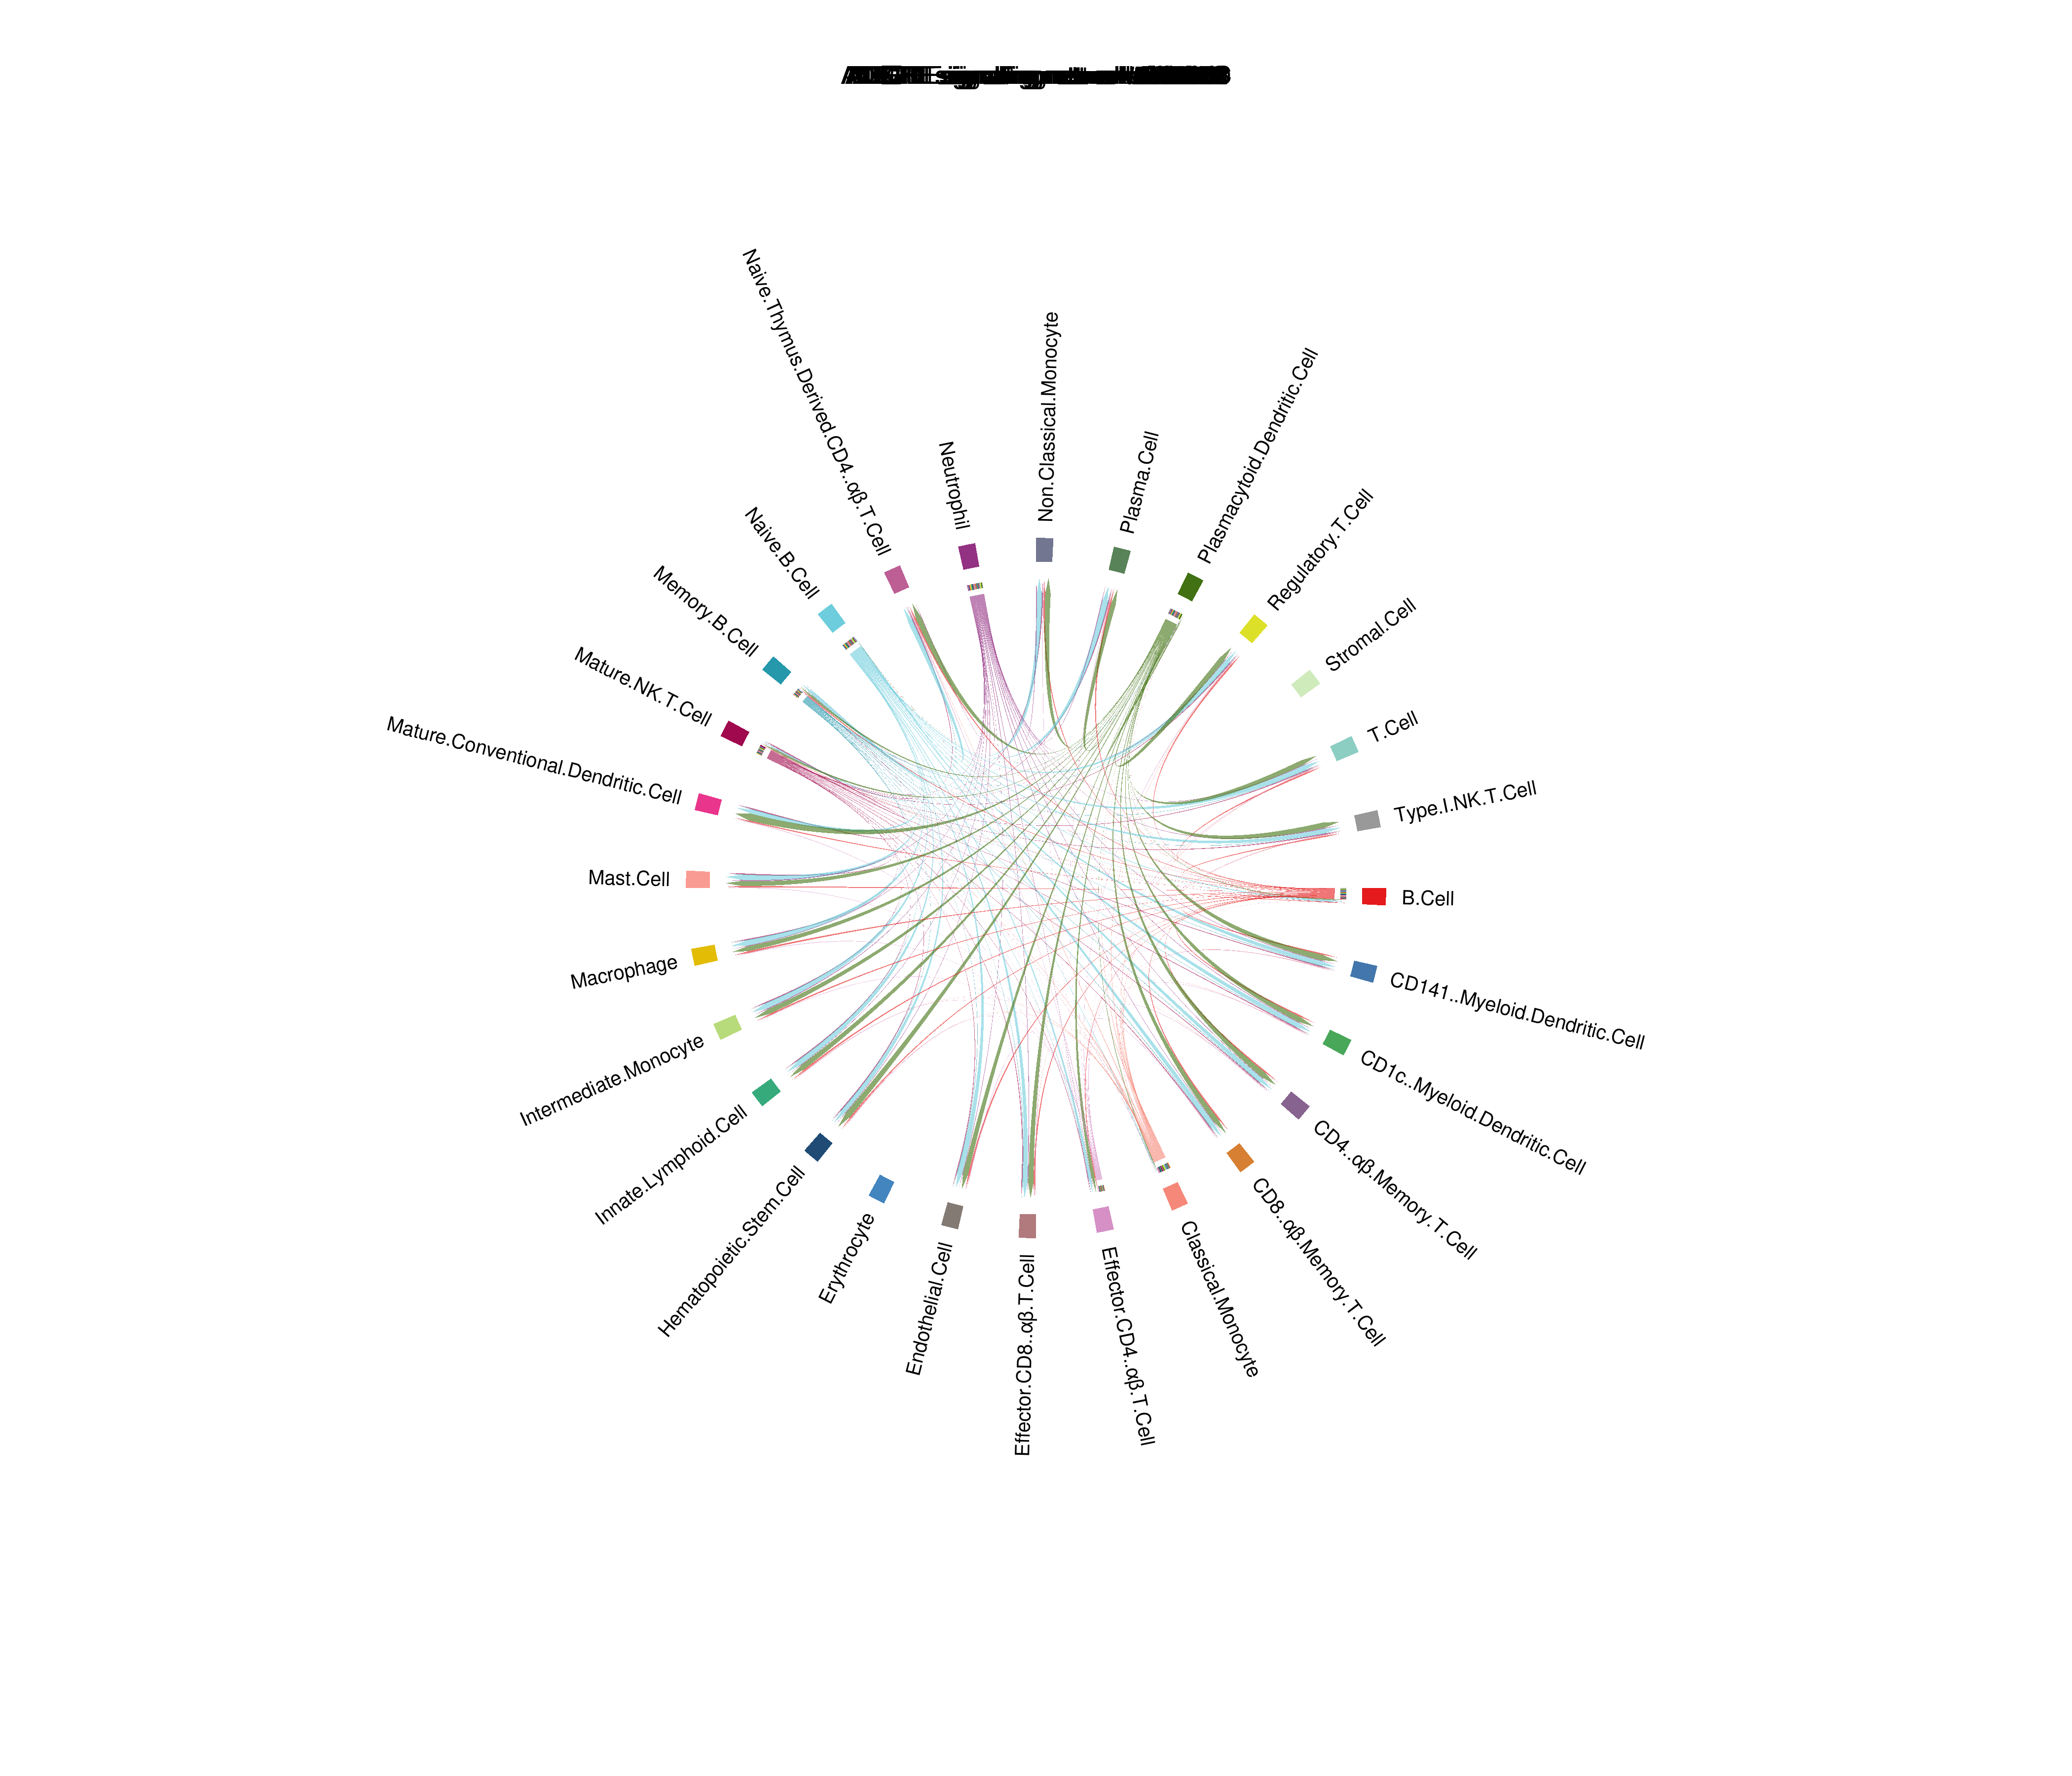 Naive.Thymus.Derived.CD4..αβ.T.Cell
Neutrophil
Non.Classical.Monocyte
Plasma.Cell
Plasmacytoid.Dendritic.Cell
Regulatory.T.Cell
Stromal.Cell
T.Cell
Type.I.NK.T.Cell
B.Cell
CD141..Myeloid.Dendritic.Cell
CD1c..Myeloid.Dendritic.Cell
CD4..αβ.Memory.T.Cell
CD8..αβ.Memory.T.Cell
Classical.Monocyte
Effector.CD4..αβ.T.Cell
Effector.CD8..αβ.T.Cell
Endothelial.Cell
Erythrocyte
Hematopoietic.Stem.Cell
Innate.Lymphoid.Cell
Intermediate.Monocyte
Macrophage
Mast.Cell
Mature.Conventional.Dendritic.Cell
Mature.NK.T.Cell
Memory.B.Cell
Naive.B.Cell